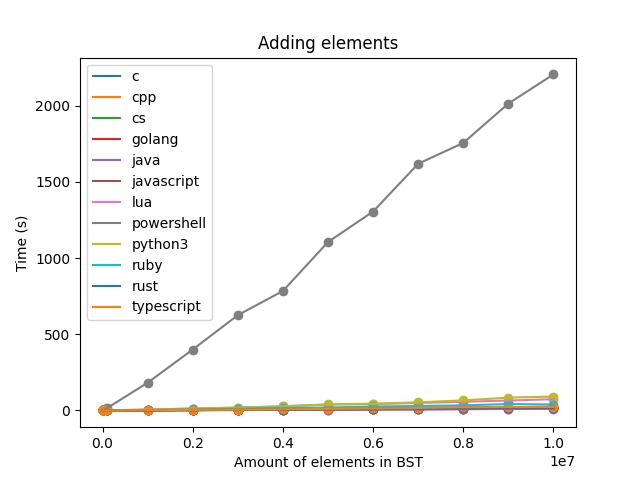 Adding elements
c
cpp
cs
golang
java
javascript
lua
powershell
python3
ruby
rust
typescript
Time (s)
2000
1500
1000
500
0
0.0 0.2 0.4 0.6 0.8 1.0
1e7
Amount of elements in BST